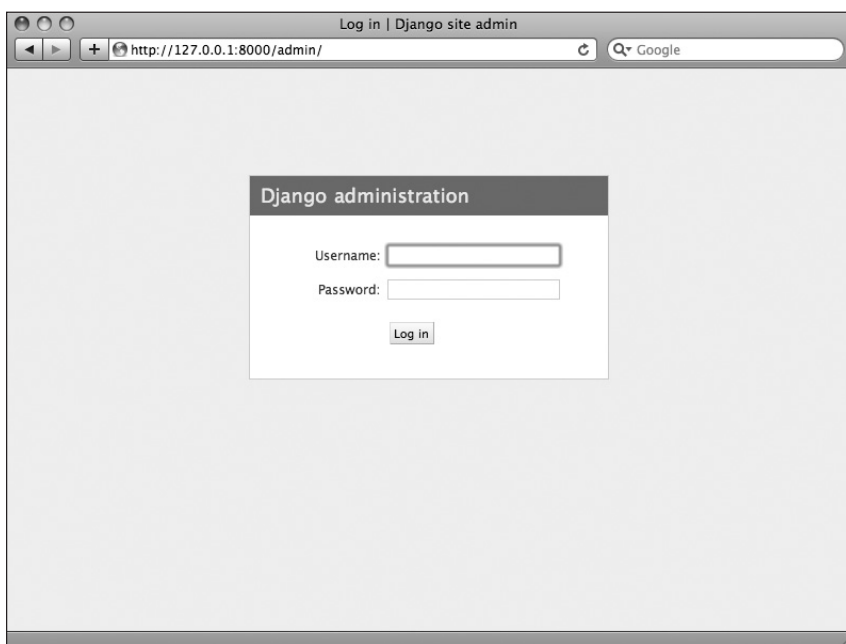 Log in | Django site admin
http://127.0.0.1:8000/admin/
Google
Django administration
Username:
Password:
Log in